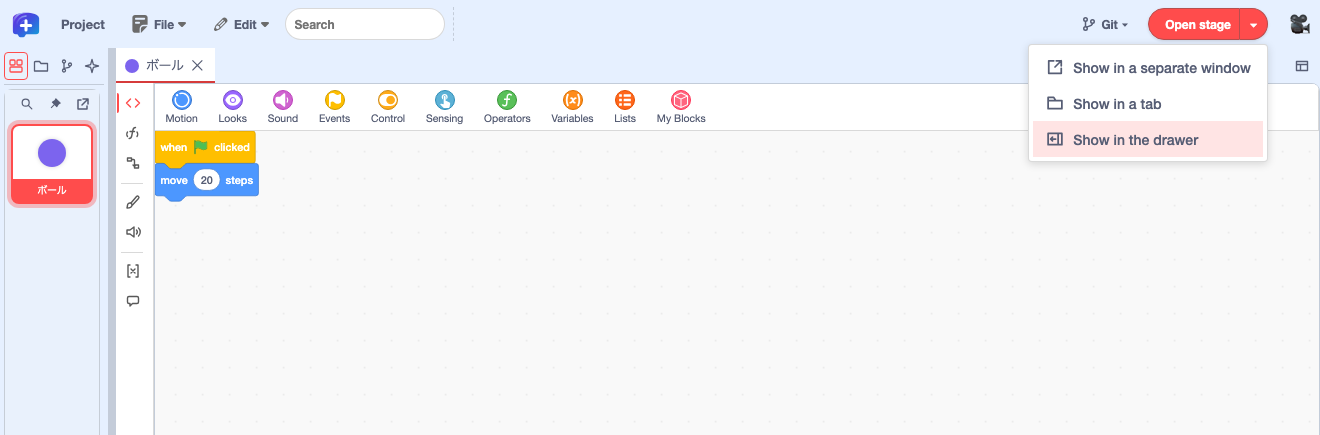 Project
File
Edit
Search
Git
Open stage
Show in a separate window
Show in a tab
Show in the drawer
ボール
Motion
Looks
Sound
Events
Control
Sensing
Operators
Variables
Lists
My Blocks
when clicked
move 20 steps
ボール